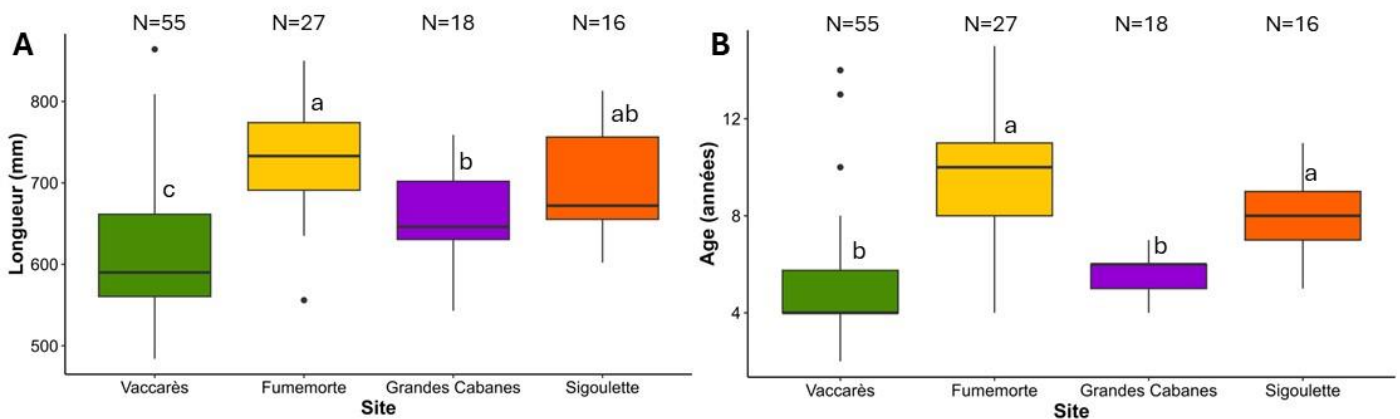 N=55 N=27 N=18 N=16
A
Longueur (mm)
800
700
600
500
c
a
b
ab
Vaccarès Fumemorte Grandes Cabanes Sigoulette
Site
N=55 N=27 N=18 N=16
B
Age (années)
12
8
4
b
a
b
a
Vaccarès Fumemorte Grandes Cabanes Sigoulette
Site